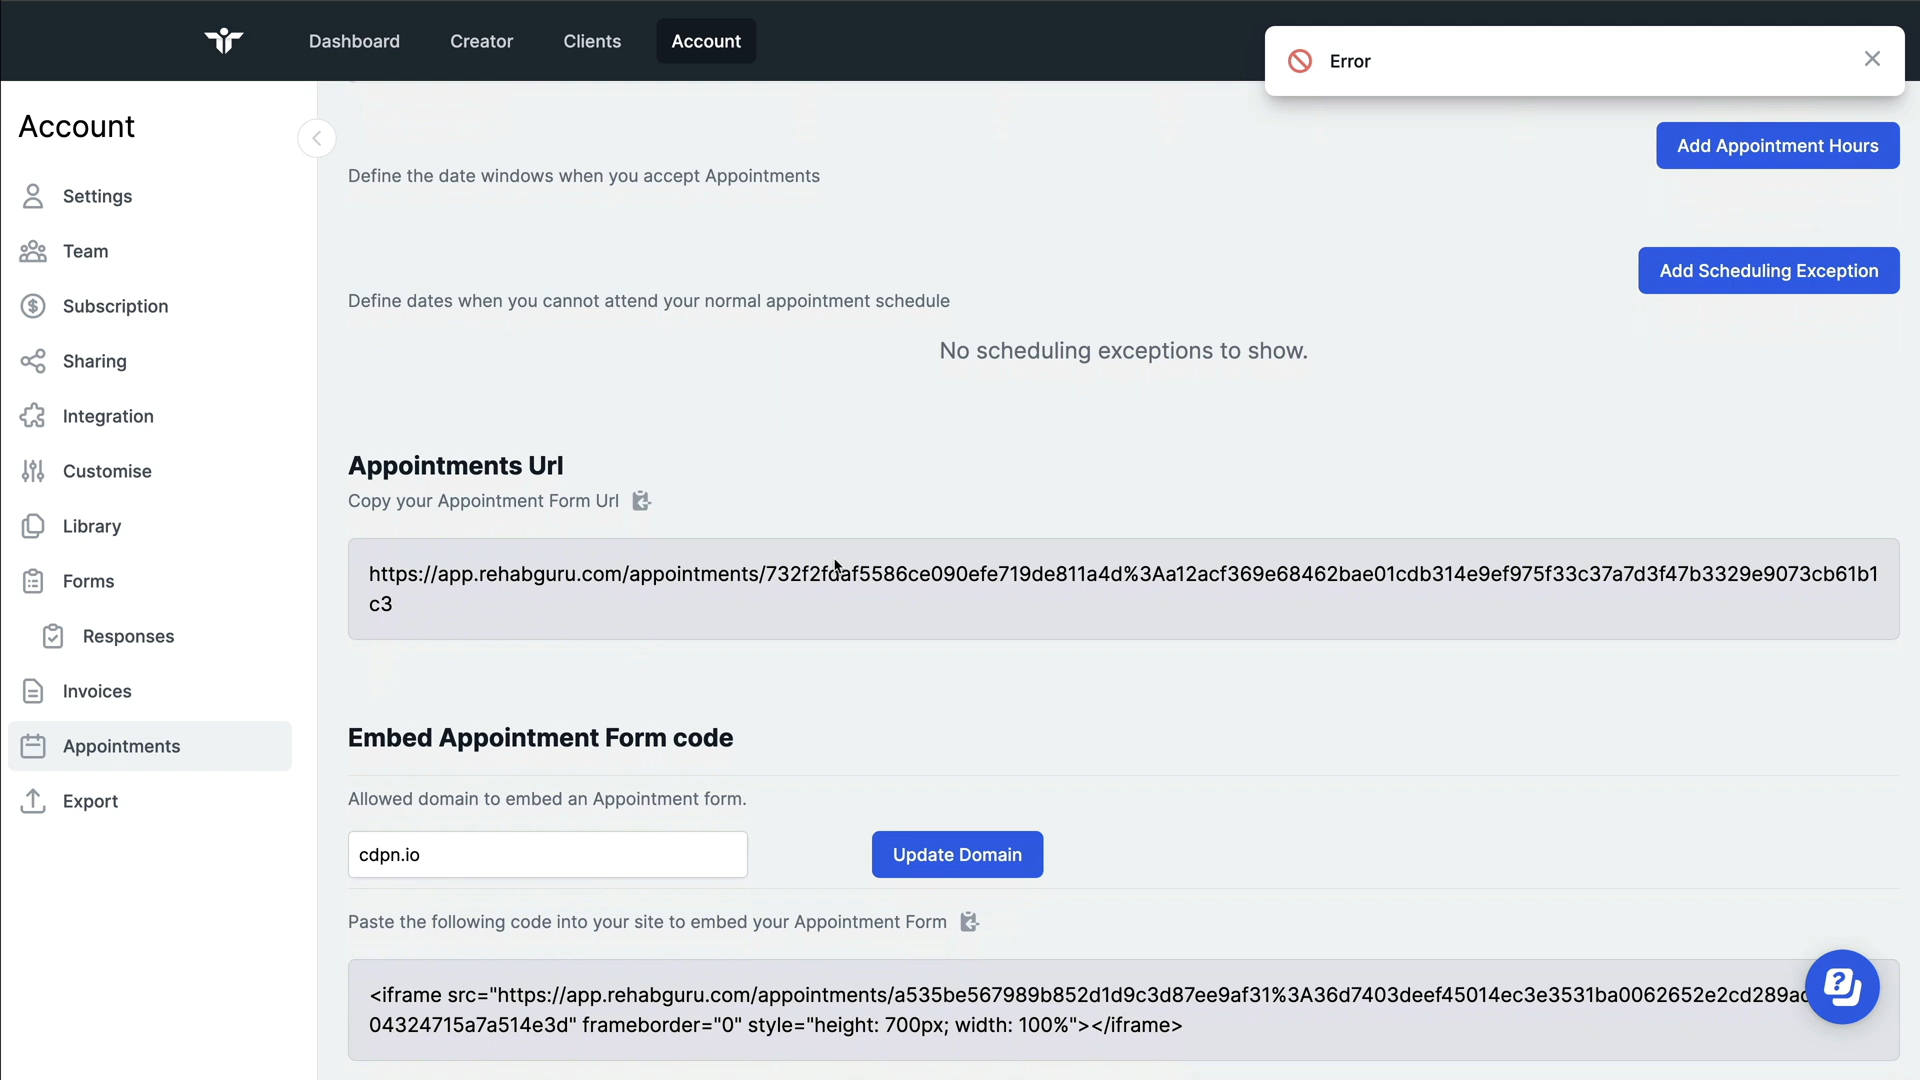 Dashboard
Creator
Clients
Account
Error
Account
Settings
Team
Subscription
Sharing
Integration
Customise
Library
Forms
Responses
Invoices
Appointments
Export
Add Appointment Hours
Define the date windows when you accept Appointments
Add Scheduling Exception
Define dates when you cannot attend your normal appointment schedule
No scheduling exceptions to show.
Appointments Url
Copy your Appointment Form Url
https://app.rehabguru.com/appointments/732f2fdaf5586ce090efe719de811a4d%3Aa12acf369e68462bae01cdb314e9ef975f33c37a7d3f47b3329e9073cb61b1
c3
Embed Appointment Form code
Allowed domain to embed an Appointment form.
cdpn.io
Update Domain
Paste the following code into your site to embed your Appointment Form
<iframe src="https://app.rehabguru.com/appointments/a535be567989b852d1d9c3d87ee9af31%3A36d7403deef45014ec3e3531ba0062652e2cd289a
04324715a7a514e3d" frameborder="0" style="height: 700px; width: 100%"></iframe>